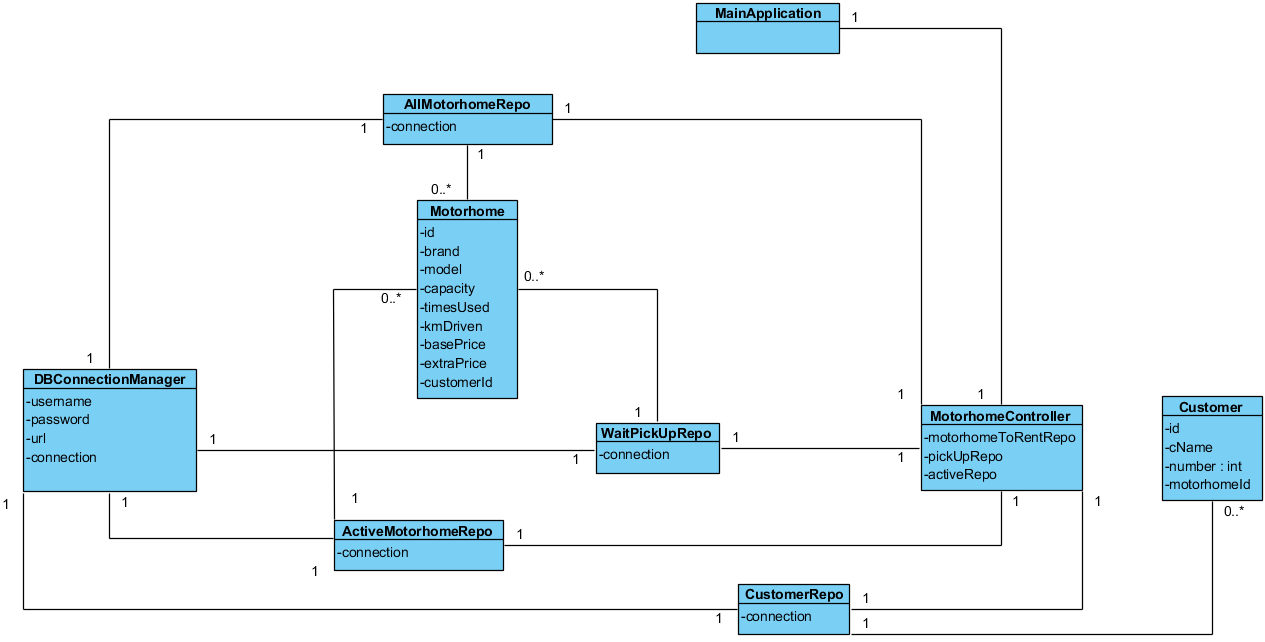 MainApplication
1
AllMotorhomeRepo
-connection
1
1
1
0..*
Motorhome
-id
-brand
-model
-capacity
-timesUsed
-kmDriven
-basePrice
-extraPrice
-customerId
0..*
0..*
1
DBConnectionManager
-username
-password
-url
-connection
1
1
1
1
WaitPickUpRepo
-connection
1
1
1
1
1
MotorhomeController
-motorhomeToRentRepo
-pickUpRepo
-activeRepo
1
1
Customer
-id
-cName
-number : int
-motorhomeId
0..*
1
ActiveMotorhomeRepo
-connection
1
1
CustomerRepo
-connection
1
1
1